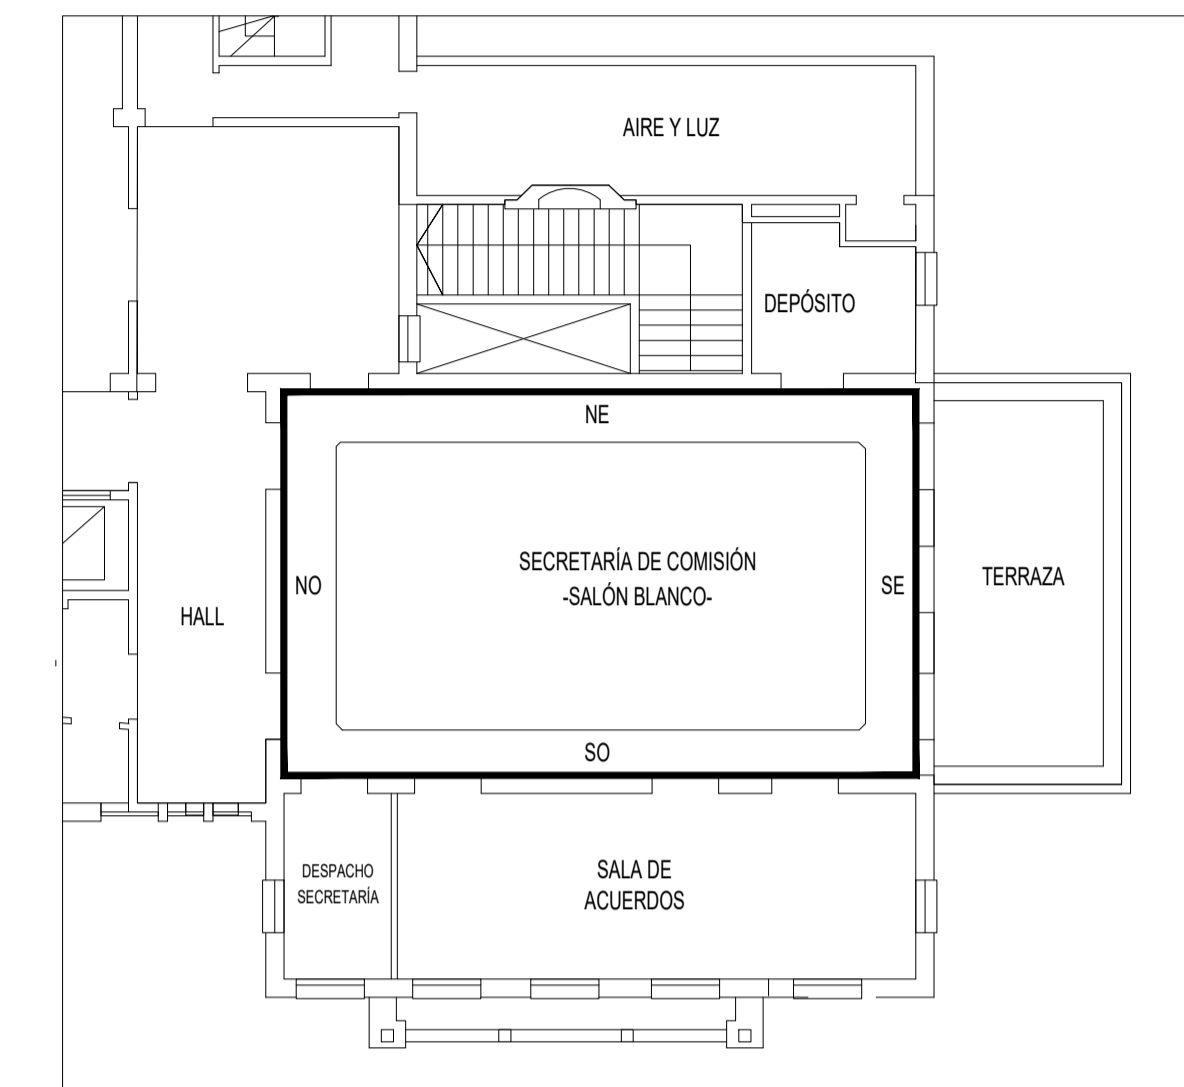 AIRE Y LUZ
DEPÓSITO
NE
SECRETARÍA DE COMISIÓN
-SALÓN BLANCO-
NO
SE
TERRAZA
HALL
SO
DESPACHO
SECRETARÍA
SALA DE
ACUERDOS